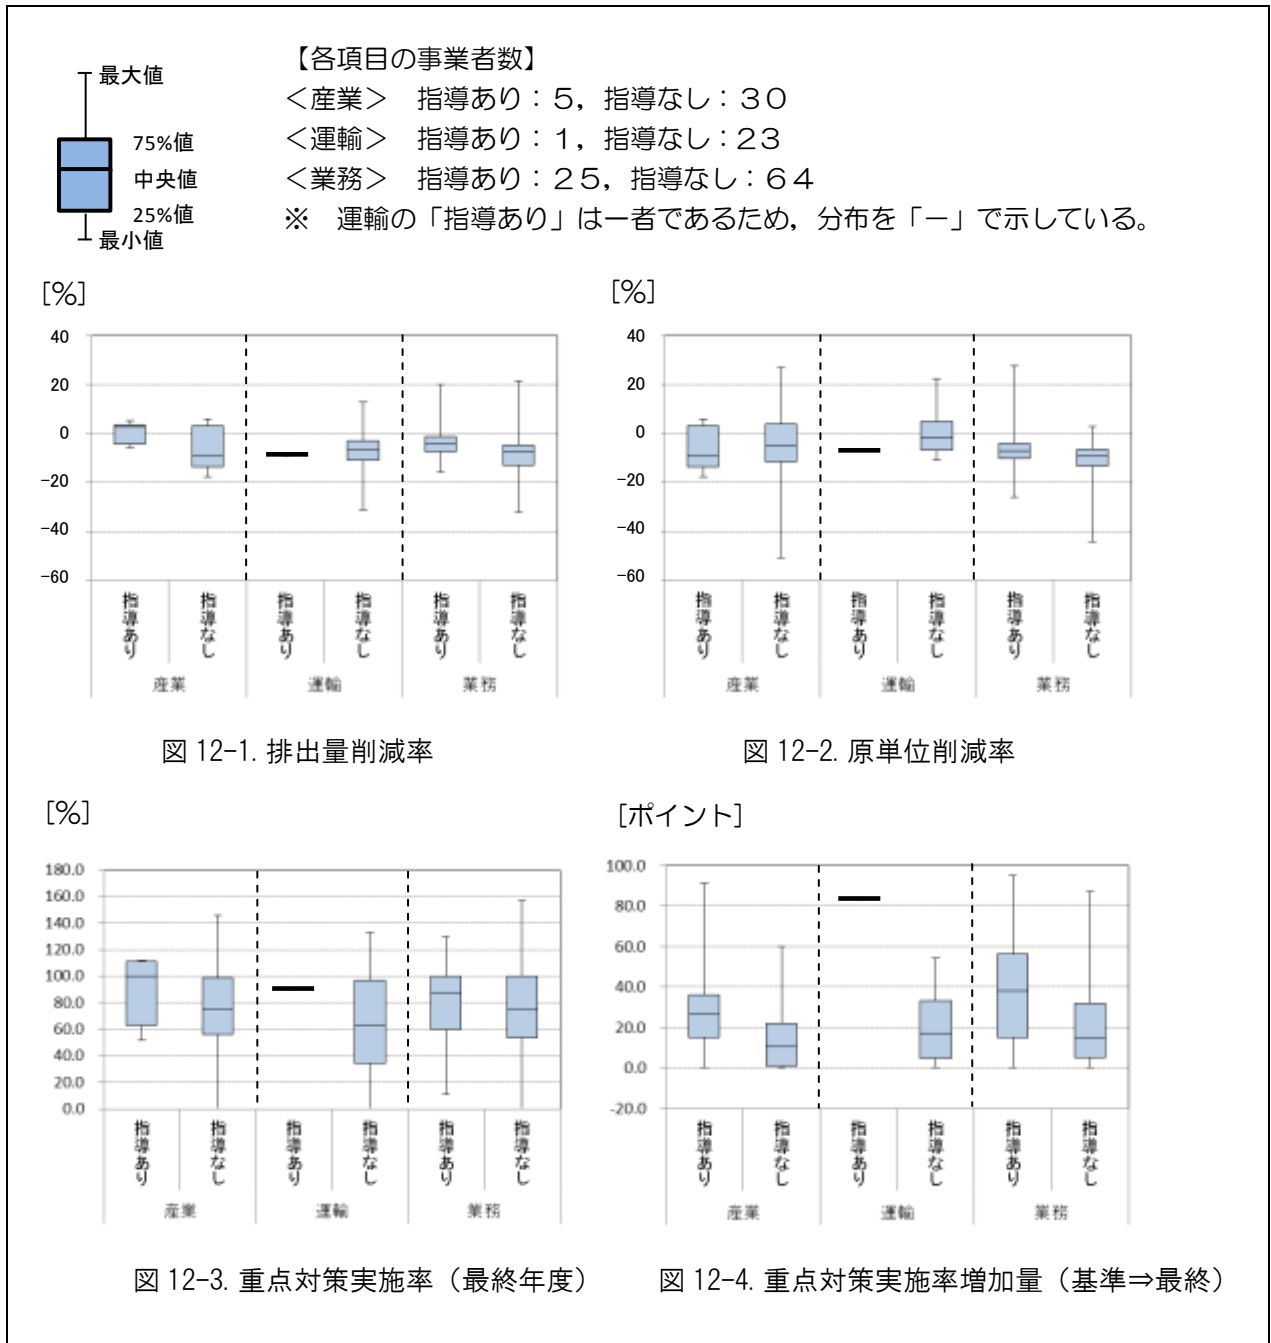 最大値
75%値
中央値
25%値
最小値
【各項目の事業者数】
＜産業＞　指導あり：５，指導なし：３０
＜運輸＞　指導あり：１，指導なし：２３
＜業務＞　指導あり：２５，指導なし：６４
※　運輸の「指導あり」は一者であるため，分布を「－」で示している。
[%]
40
20
0
-20
-40
-60
指導あり
指導なし
指導あり
指導なし
指導あり
指導なし
産業
運輸
業務
図 12-1. 排出量削減率
[%]
40
20
0
-20
-40
-60
指導あり
指導なし
指導あり
指導なし
指導あり
指導なし
産業
運輸
業務
図 12-2. 原単位削減率
[%]
180.0
160.0
140.0
120.0
100.0
80.0
60.0
40.0
20.0
0.0
指導あり
指導なし
指導あり
指導なし
指導あり
指導なし
産業
運輸
業務
図 12-3. 重点対策実施率（最終年度）
[ポイント]
100.0
80.0
60.0
40.0
20.0
0.0
-20.0
指導あり
指導なし
指導あり
指導なし
指導あり
指導なし
産業
運輸
業務
図 12-4. 重点対策実施率増加量（基準⇒最終）